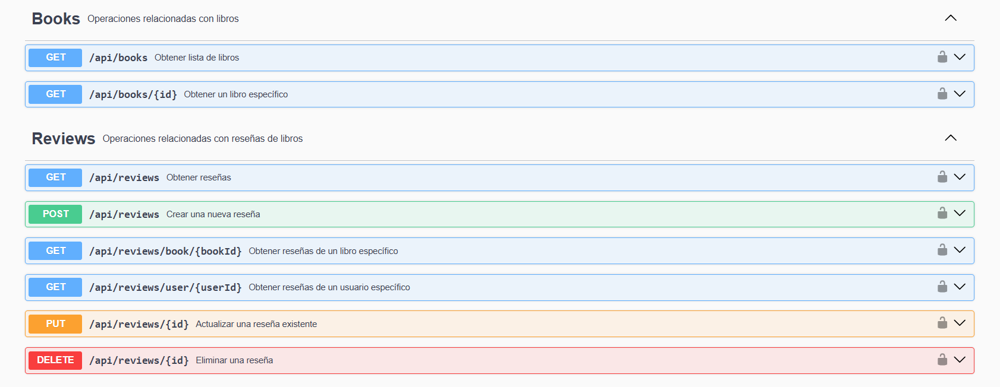 Books Operaciones relacionadas con libros
GET /api/books Obtener lista de libros
GET /api/books/{id} Obtener un libro específico
Reviews Operaciones relacionadas con reseñas de libros
GET /api/reviews Obtener reseñas
POST /api/reviews Crear una nueva reseña
GET /api/reviews/book/{bookId} Obtener reseñas de un libro específico
GET /api/reviews/user/{userId} Obtener reseñas de un usuario específico
PUT /api/reviews/{id} Actualizar una reseña existente
DELETE /api/reviews/{id} Eliminar una reseña